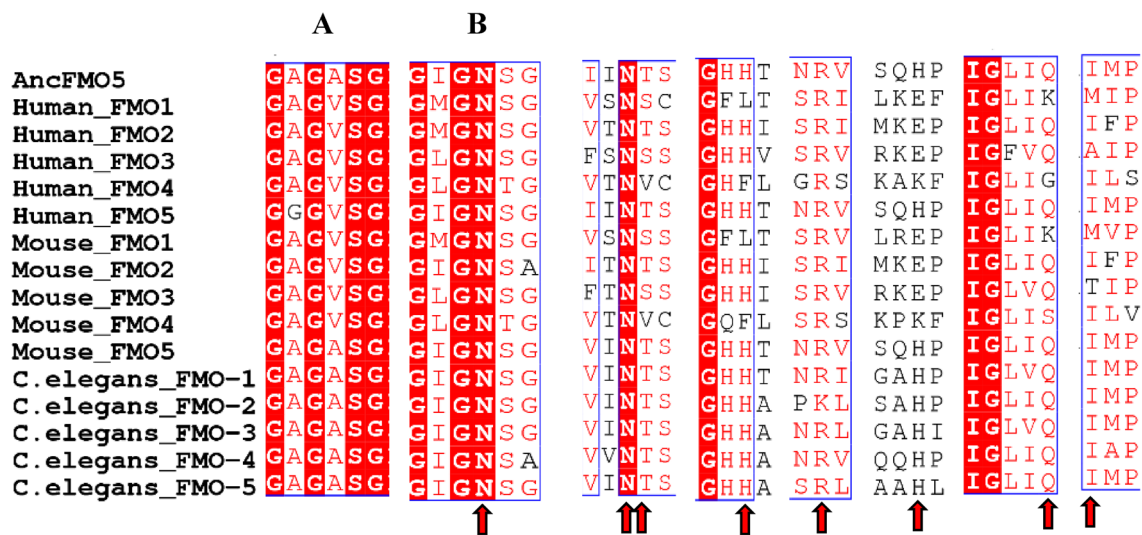 A B
AncFMO5 GAGASG GIGNSG IINTS GHHT NRV SQHP IGLIQ IMP
Human_FMO1 GAGVSG GMGNSG VSNSC GFLT SRI LKEF IGLIK MIP
Human_FMO2 GAGVSG GMGNSG VTNTS GHHI SRI MKEP IGLIQ IFP
Human_FMO3 GAGVSG GLGNSG FSNSS GHHV SRV RKEP IGFVQ AIP
Human_FMO4 GAGVSG GLGNTG VTNVC GHFL GRS KAKF IGLIG ILS
Human_FMO5 GGGVSG GIGNSG IINTS GHHT NRV SQHP IGLIQ IMP
Mouse_FMO1 GAGVSG GMGNSG VSNSS GFLT SRV LREP IGLIK MVP
Mouse_FMO2 GAGVSG GIGNSA ITNTS GHHI SRI MKEP IGLIQ IFP
Mouse_FMO3 GAGVSG GLGNSG FTNSS GHHI SRV RKEP IGLVQ TIP
Mouse_FMO4 GAGVSG GLGNTG VTNVC GQFL SRS KPKF IGLIS ILV
Mouse_FMO5 GAGVSG GIGNSG VINTS GHHT NRV SQHP IGLIQ IMP
C.elegans_FMO-1 GAGASG GIGNSG VINTS GHHT NRI GAHP IGLVQ IMP
C.elegans_FMO-2 GAGASG GIGNSG VINTS GHHA PKL SAHP IGLIQ IMP
C.elegans_FMO-3 GAGASG GIGNSG VINTS GHHA NRL GAHI IGLVQ IMP
C.elegans_FMO-4 GAGASG GIGNSA VVNTS GHHA NRV QQHP IGLIQ IAP
C.elegans_FMO-5 GAGASG GIGNSG VINTS GHHA SRL AAHL IGLIQ IMP